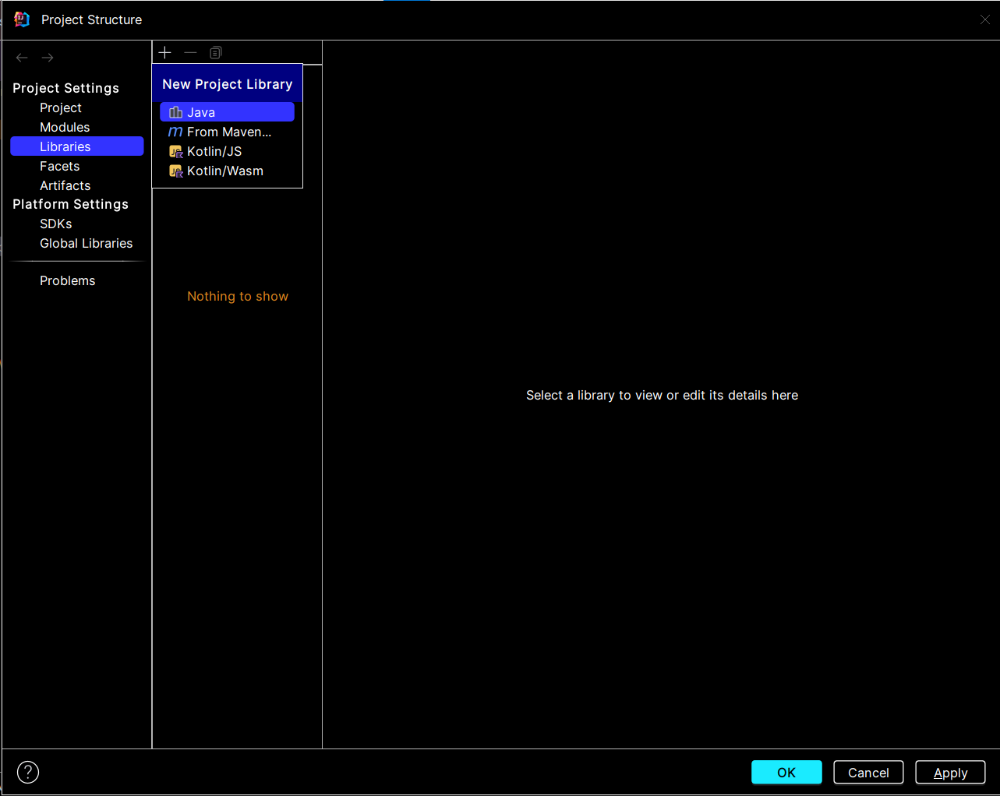 Project Structure
Project Settings
Project
Modules
Libraries
Facets
Artifacts
Platform Settings
SDKs
Global Libraries
Problems
New Project Library
Java
From Maven...
Kotlin/JS
Kotlin/Wasm
Nothing to show
Select a library to view or edit its details here
?
OK
Cancel
Apply